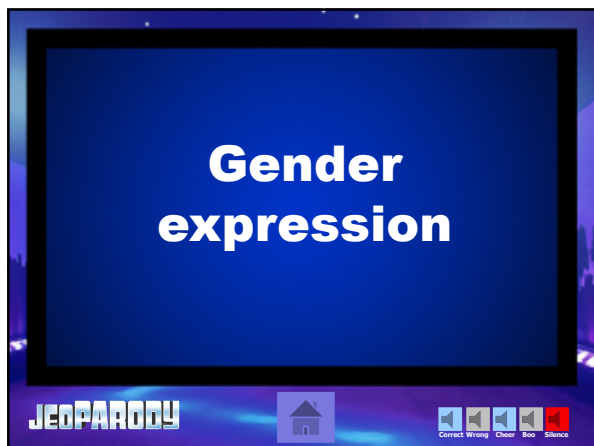 Gender
expression
JEOPARODY
Correct Wrong Cheer Boo Silence